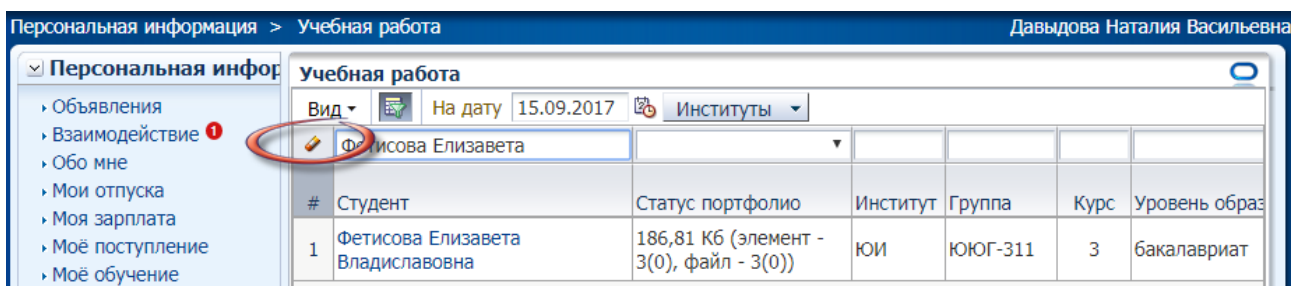 Персональная информация > Учебная работа Давыдова Наталия Васильевна
Персональная инфор
Объявления
Взаимодействие 1
Обо мне
Мои отпуска
Моя зарплата
Моё поступление
Моё обучение
Учебная работа
Вид На дату 15.09.2017 Институты
Фетисова Елизавета
# Студент Статус портфолио Институт Группа Курс Уровень образ
1 Фетисова Елизавета Владиславовна 186,81 Кб (элемент - 3(0), файл - 3(0)) ЮИ ЮЮГ-311 3 бакалавриат